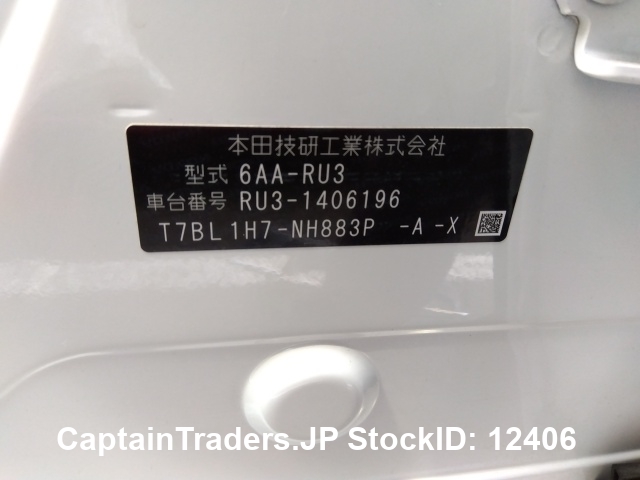 本田技研工業株式会社
型式 6AA-RU3
車台番号 RU3-1406196
T7BL1H7-NH883P -A-X
CaptainTraders.JP StockID: 12406